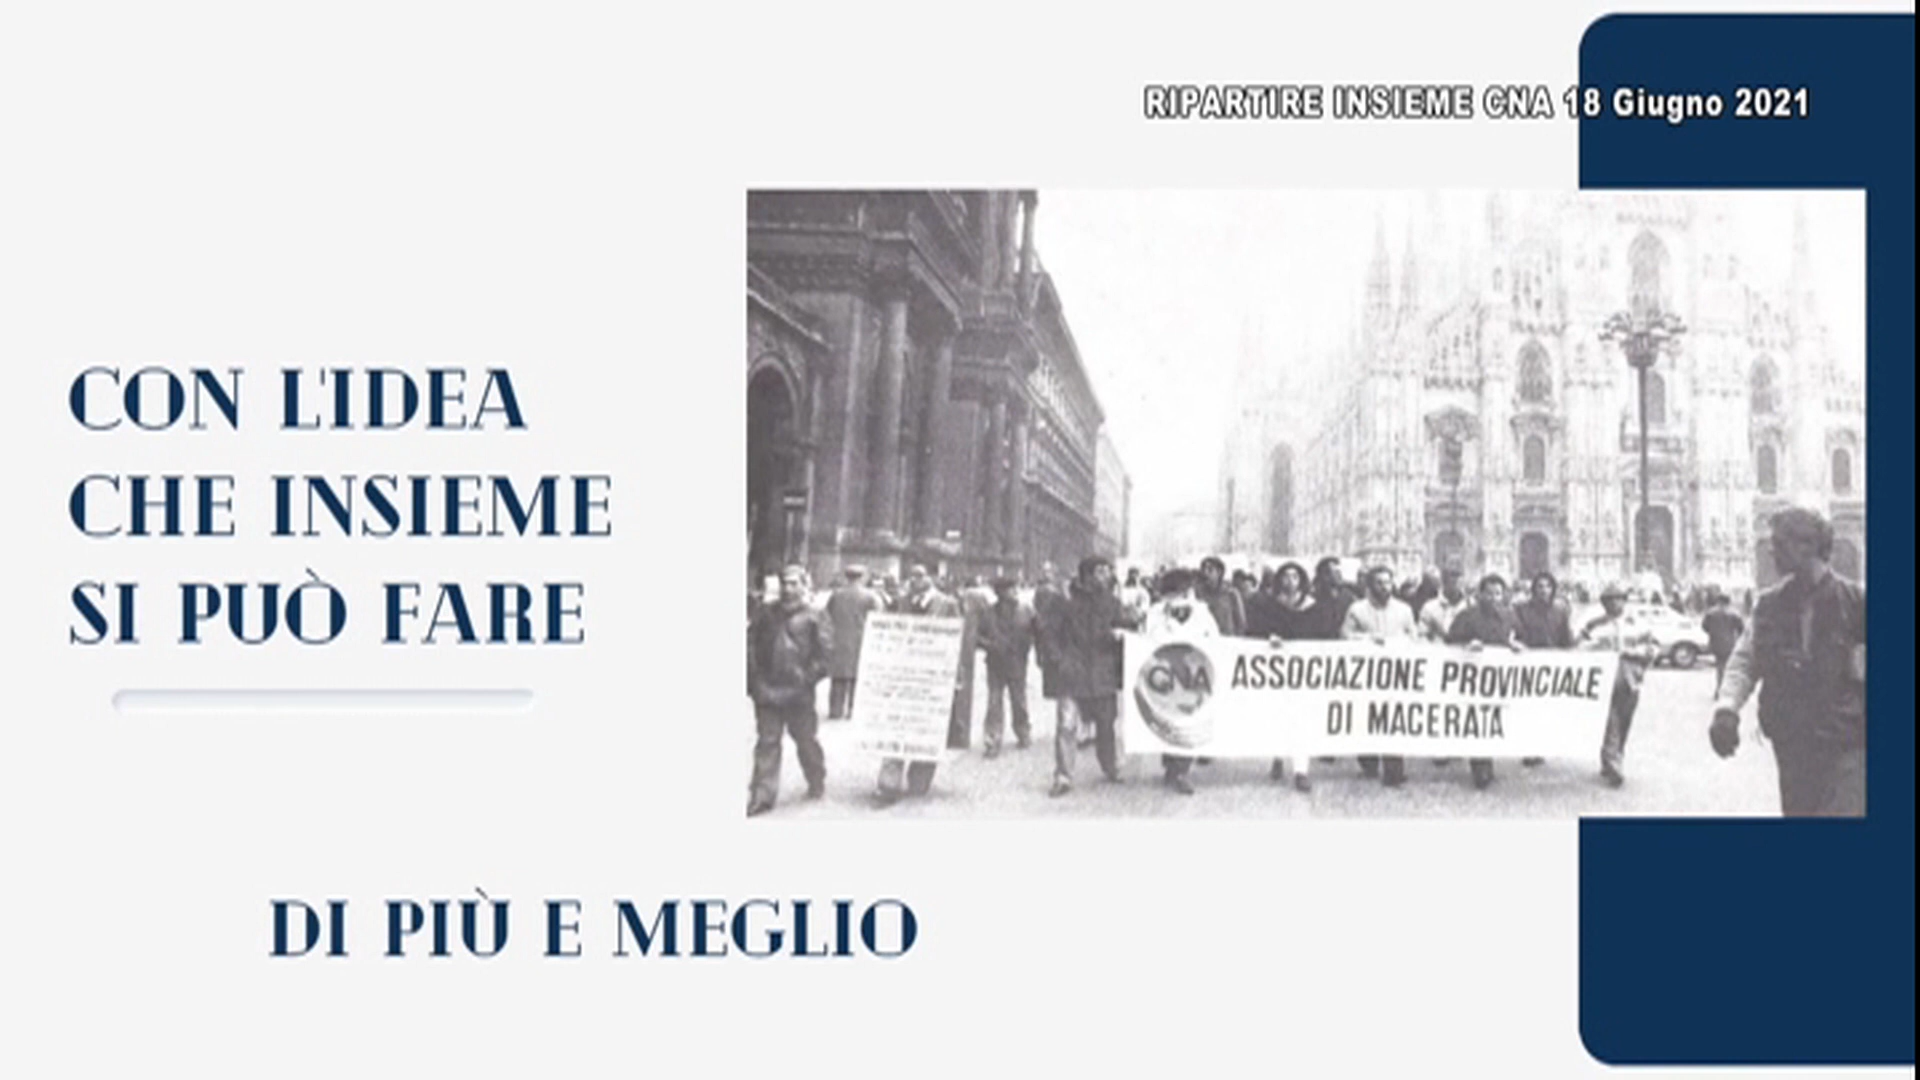 RIPARTIRE INSIEME CNA 18 Giugno 2021
CON L'IDEA
CHE INSIEME
SI PUÒ FARE
CNA
ASSOCIAZIONE PROVINCIALE
DI MACERATA
DI PIÙ E MEGLIO